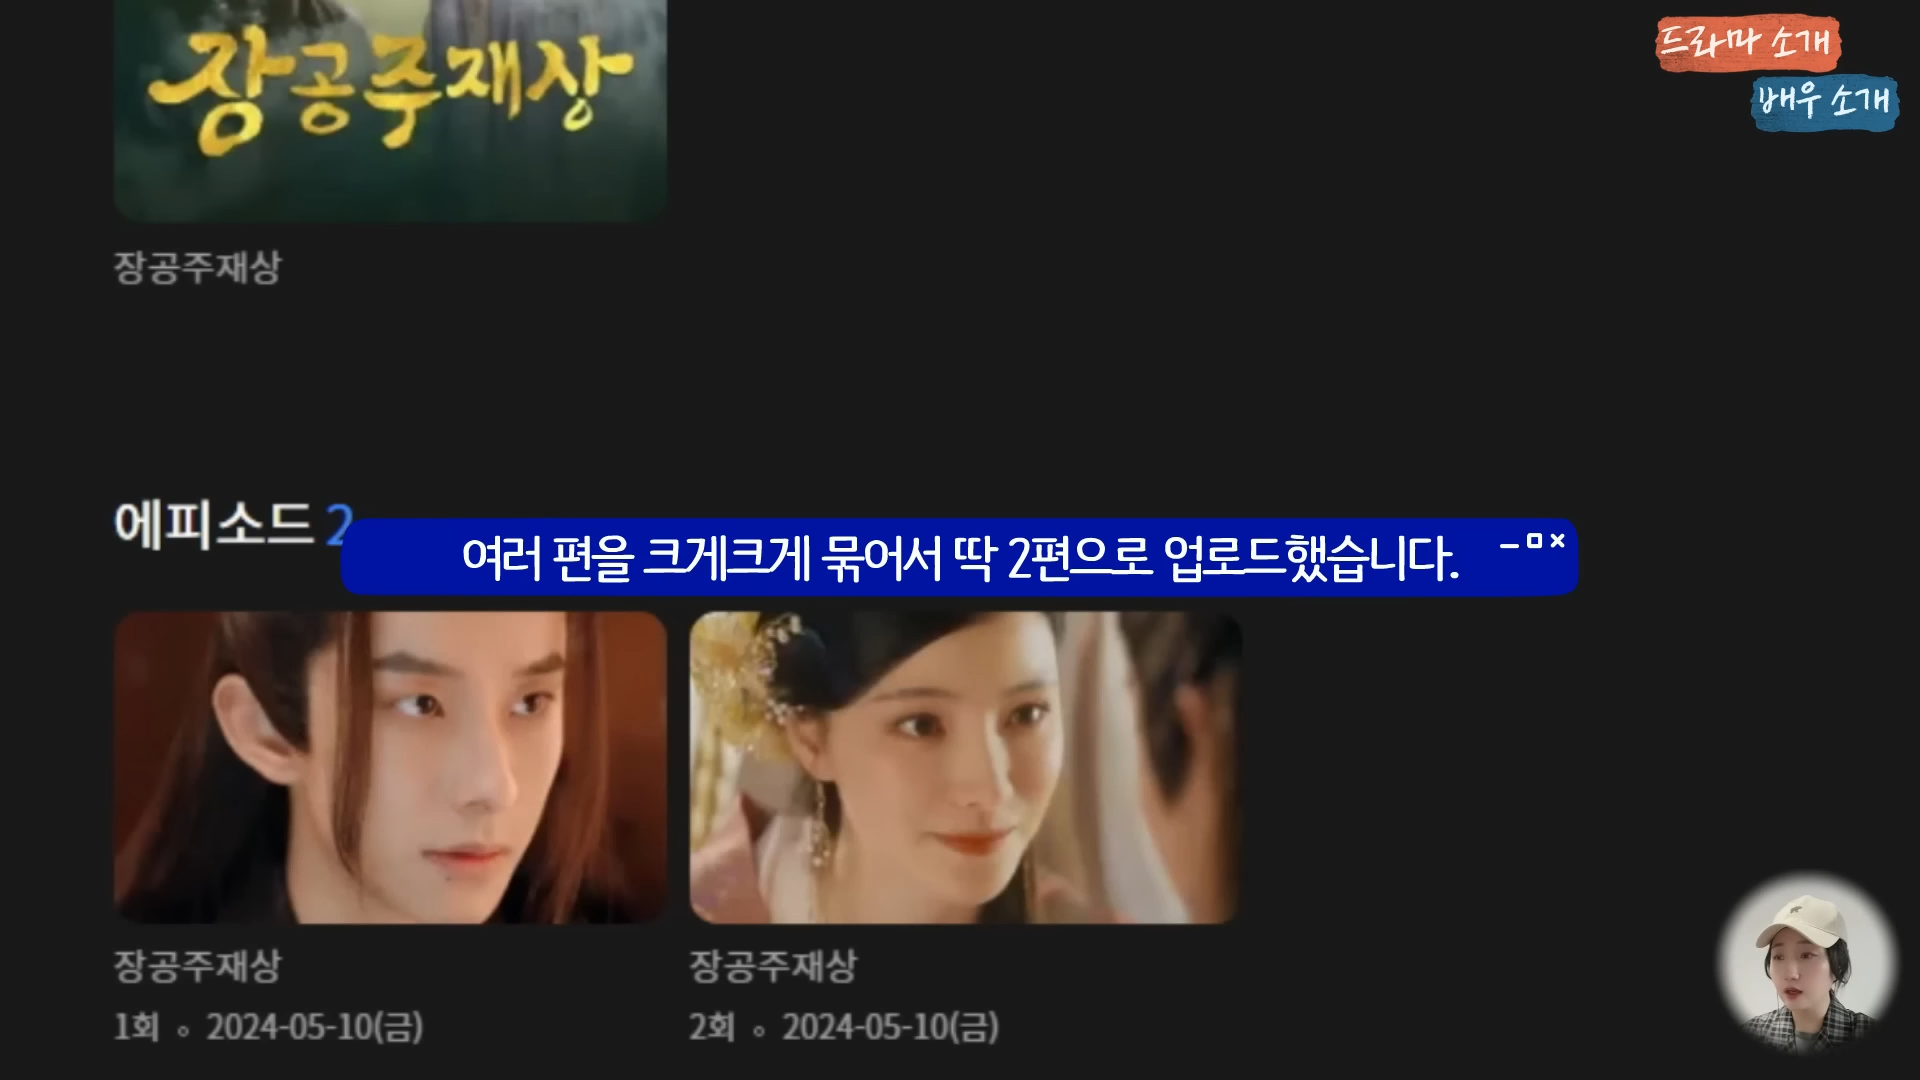 장공주재상
드라마 소개
배우 소개
장공주재상
에피소드 2
여러 편을 크게크게 묶어서 딱 2편으로 업로드했습니다.
장공주재상
1회 ∘ 2024-05-10(금)
장공주재상
2회 ∘ 2024-05-10(금)